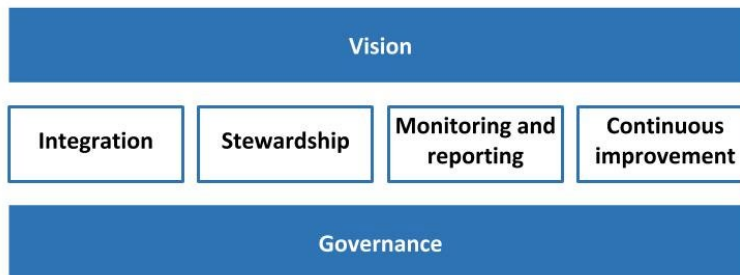 Vision
Integration
Stewardship
Monitoring and
reporting
Continuous
improvement
Governance